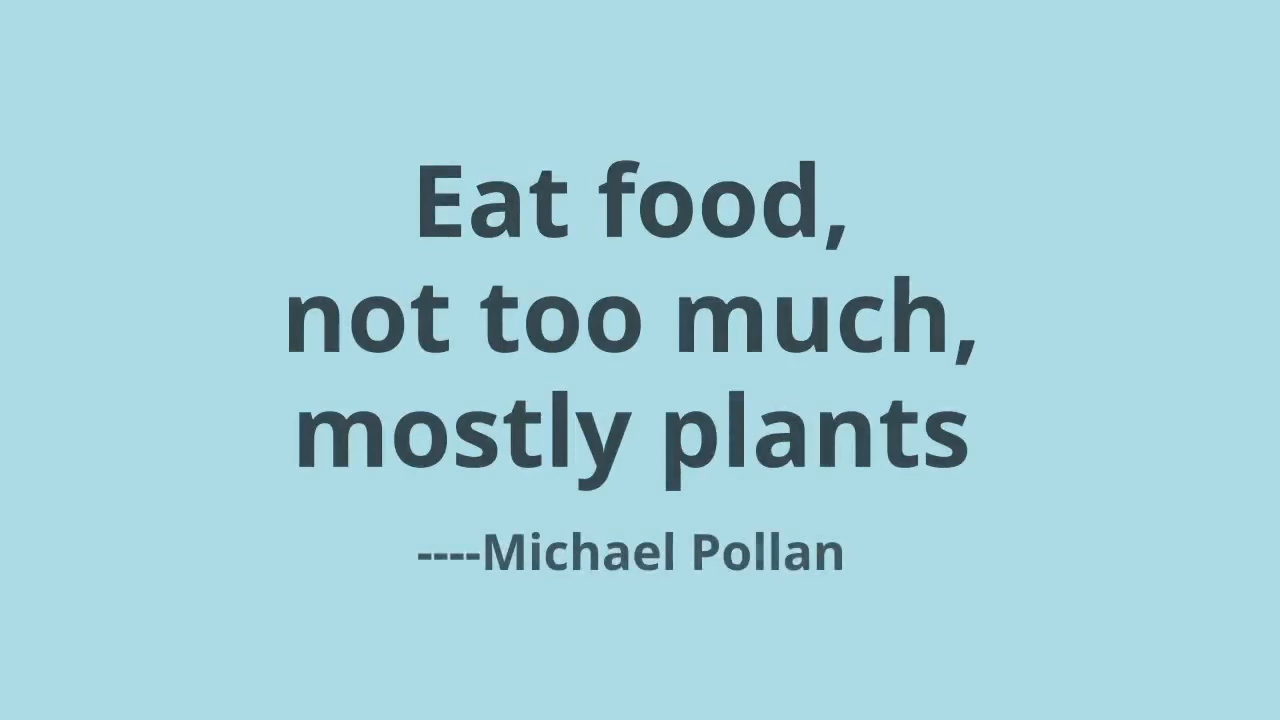 Eat food,
not too much,
mostly plants
----Michael Pollan